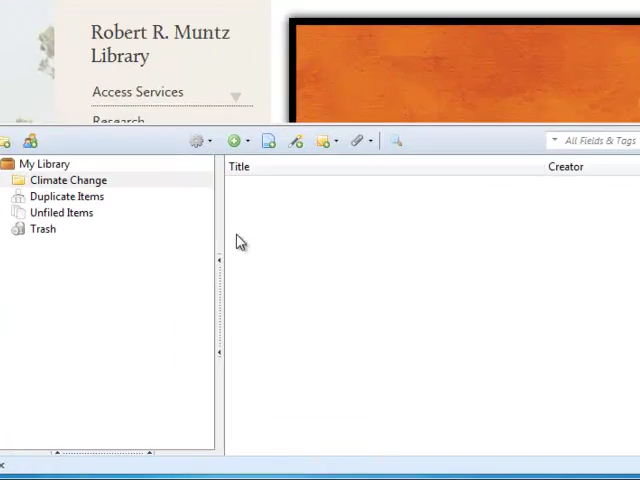 Robert R. Muntz
Library
Access Services
Research
All Fields & Tags
My Library
Title
Creator
Climate Change
Duplicate Items
Unfiled Items
Trash